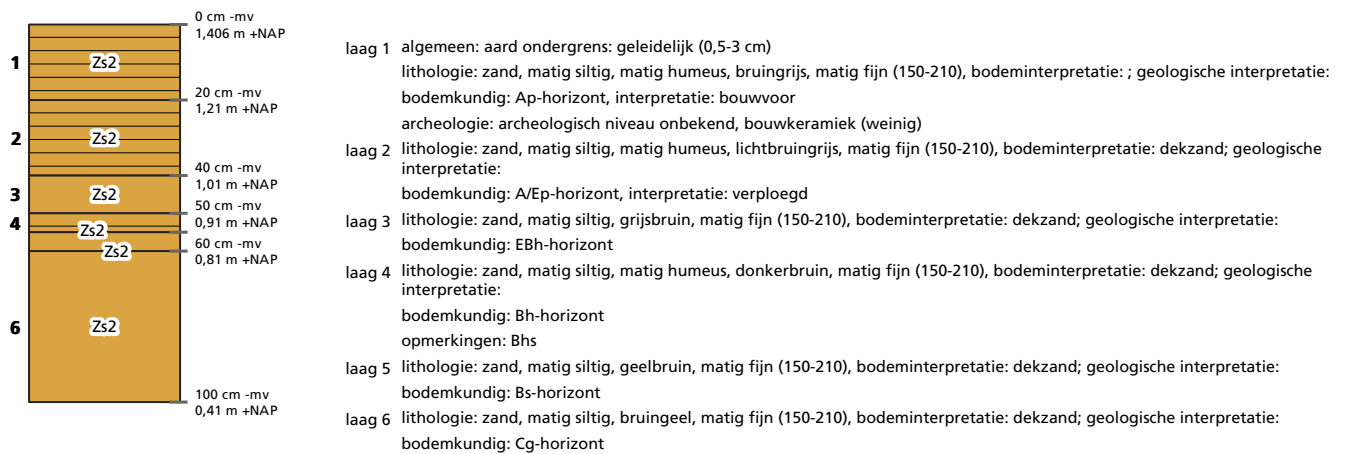 0 cm -mv
1,406 m +NAP
1
Zs2
20 cm -mv
1,21 m +NAP
2
Zs2
40 cm -mv
1,01 m +NAP
3
Zs2
50 cm -mv
0,91 m +NAP
4
Zs2
60 cm -mv
0,81 m +NAP
Zs2
6
Zs2
100 cm -mv
0,41 m +NAP
laag 1 algemeen: aard ondergrens: geleidelijk (0,5-3 cm)
lithologie: zand, matig siltig, matig humeus, bruingrijs, matig fijn (150-210), bodeminterpretatie: ; geologische interpretatie:
bodemkundig: Ap-horizont, interpretatie: bouwvoor
archeologie: archeologisch niveau onbekend, bouwkeramiek (weinig)
laag 2 lithologie: zand, matig siltig, matig humeus, lichtbruingrijs, matig fijn (150-210), bodeminterpretatie: dekzand; geologische
interpretatie:
bodemkundig: A/Ep-horizont, interpretatie: verploegd
laag 3 lithologie: zand, matig siltig, grijsbruin, matig fijn (150-210), bodeminterpretatie: dekzand; geologische interpretatie:
bodemkundig: EBh-horizont
laag 4 lithologie: zand, matig siltig, matig humeus, donkerbruin, matig fijn (150-210), bodeminterpretatie: dekzand; geologische
interpretatie:
bodemkundig: Bh-horizont
opmerkingen: Bhs
laag 5 lithologie: zand, matig siltig, geelbruin, matig fijn (150-210), bodeminterpretatie: dekzand; geologische interpretatie:
bodemkundig: Bs-horizont
laag 6 lithologie: zand, matig siltig, bruingeel, matig fijn (150-210), bodeminterpretatie: dekzand; geologische interpretatie:
bodemkundig: Cg-horizont